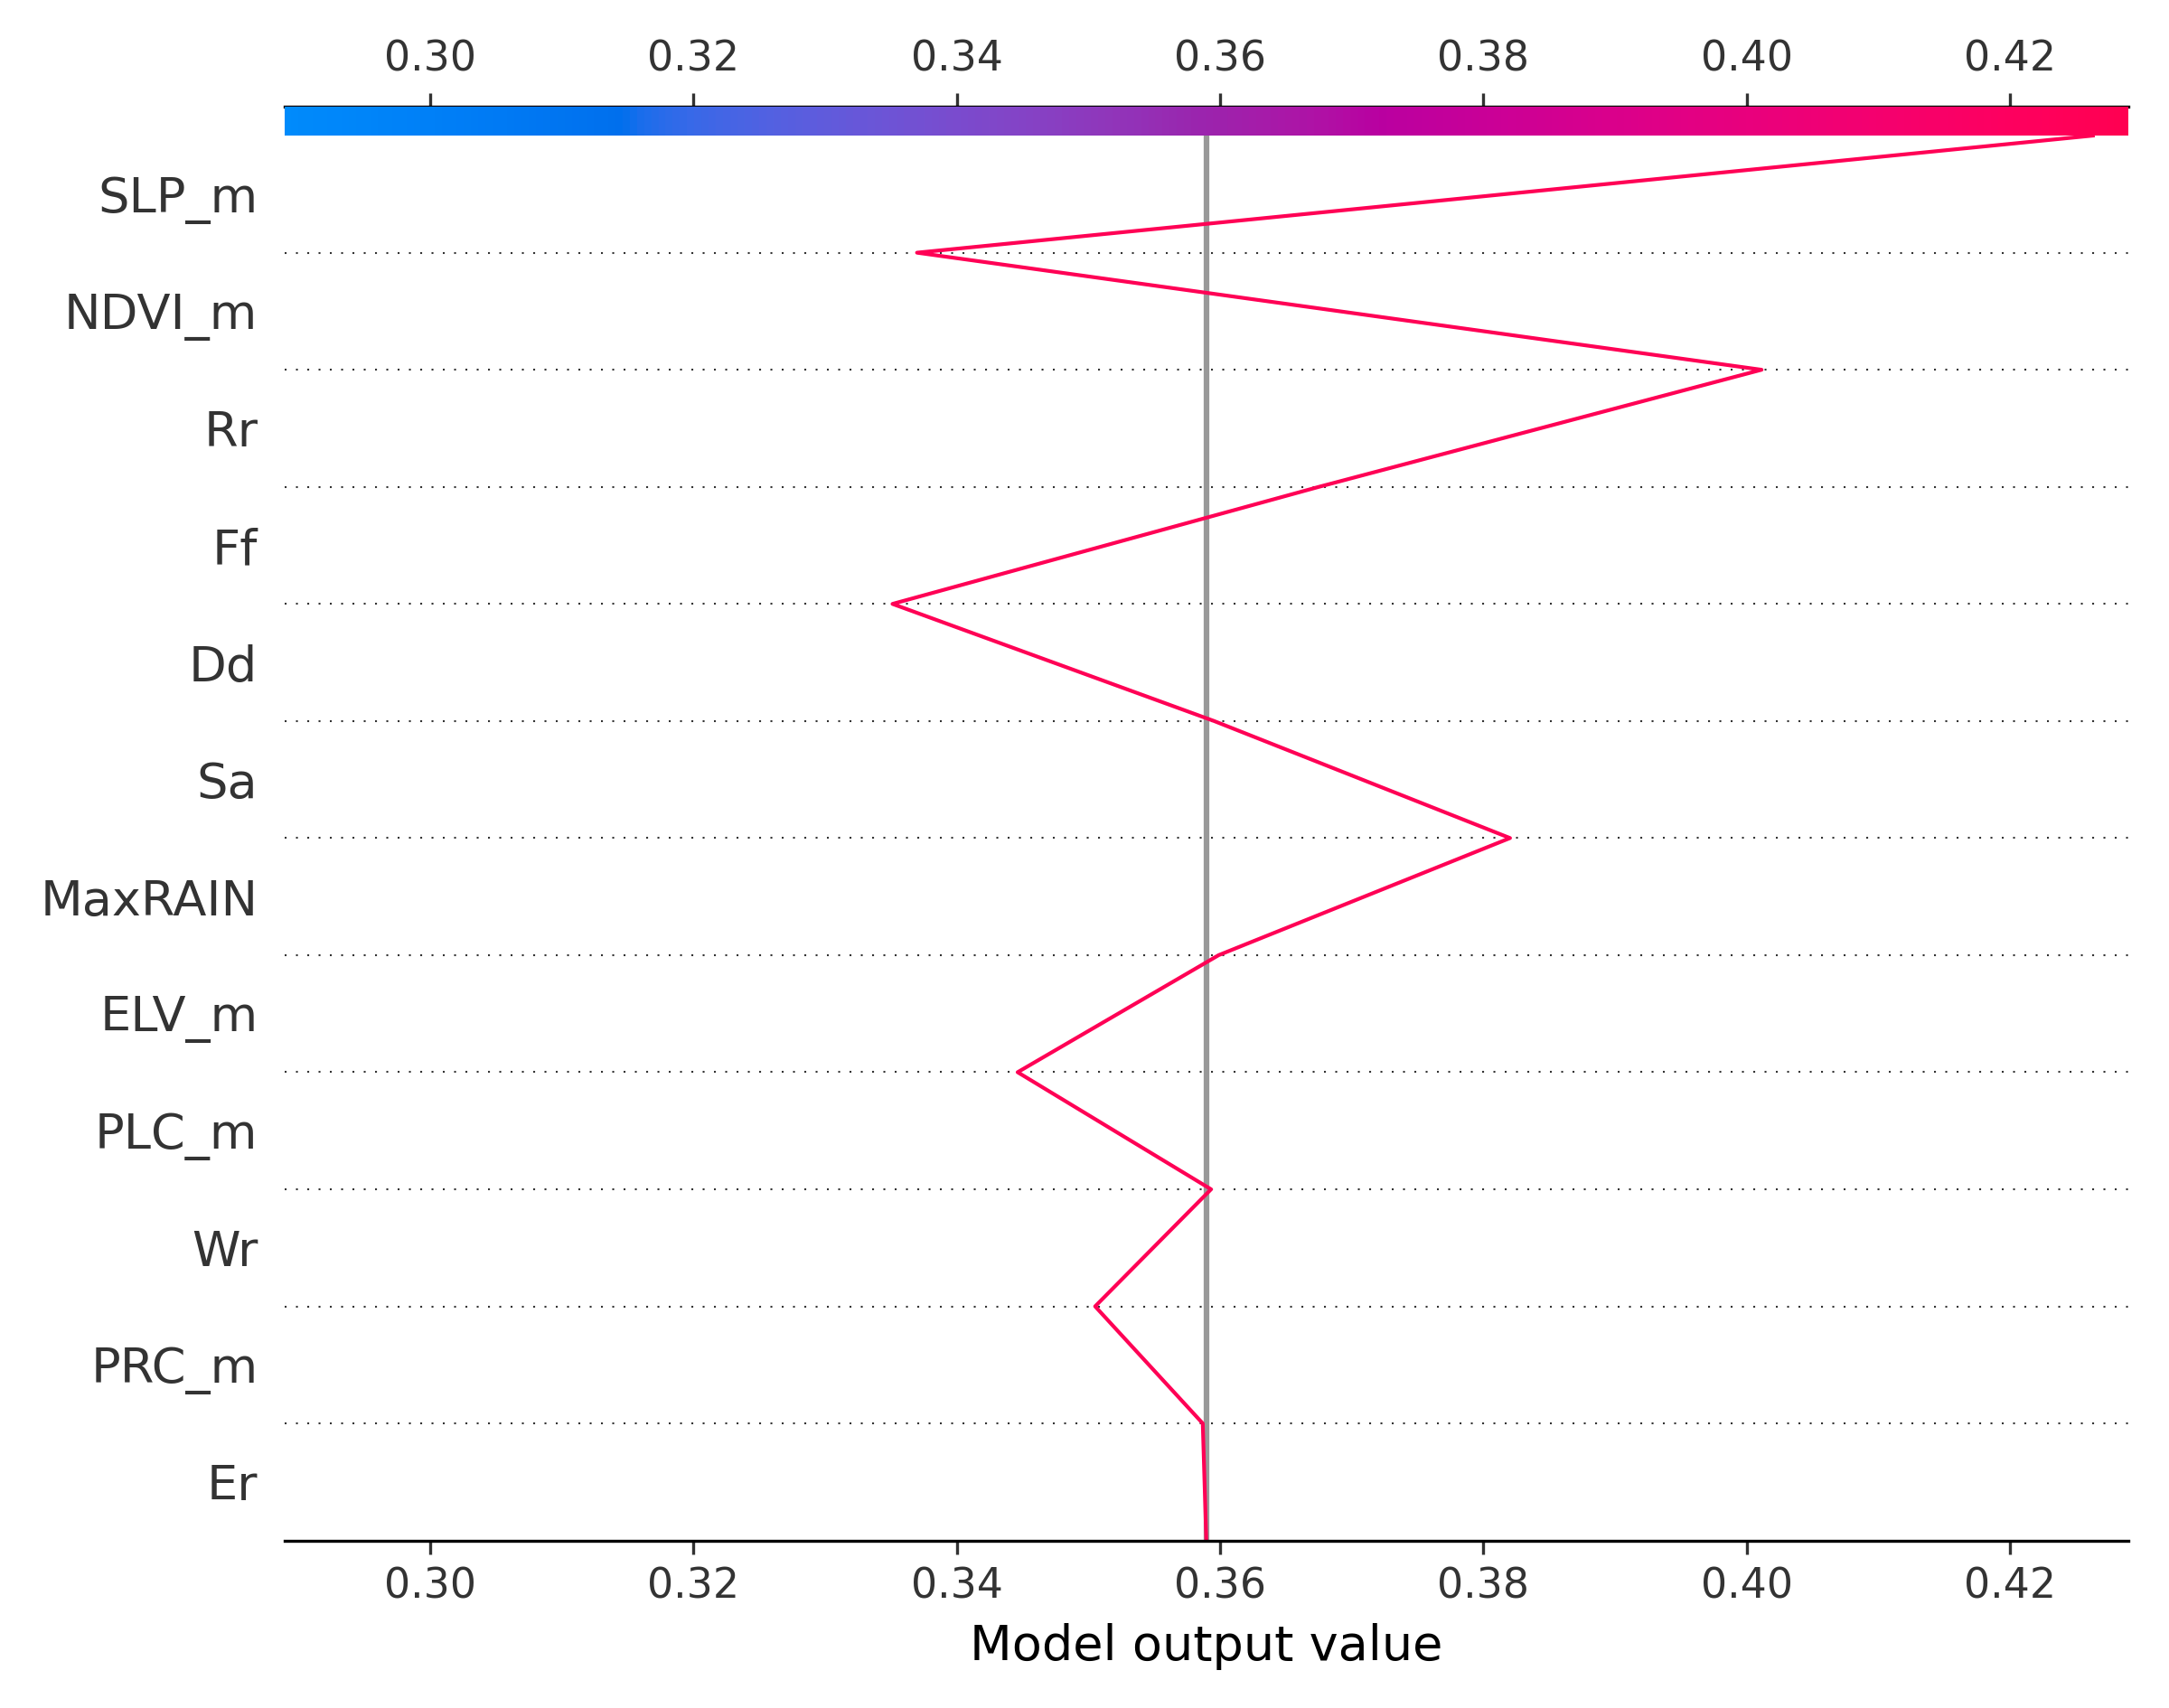 0.30 0.32 0.34 0.36 0.38 0.40 0.42
SLP_m
NDVI_m
Rr
Ff
Dd
Sa
MaxRAIN
ELV_m
PLC_m
Wr
PRC_m
Er
0.30 0.32 0.34 0.36 0.38 0.40 0.42
Model output value